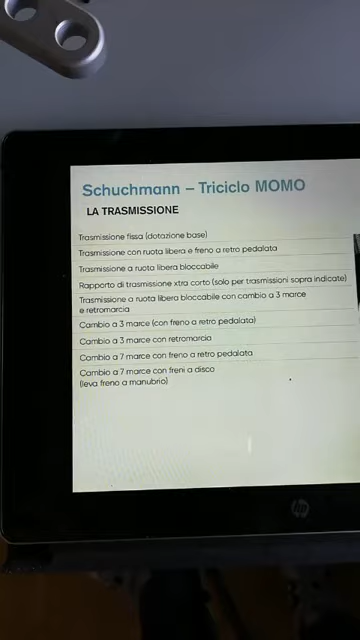 Schuchmann – Triciclo MOMO
LA TRASMISSIONE
Trasmissione fissa (dotazione base)
Trasmissione con ruota libera e freno a retro pedalata
Trasmissione a ruota libera bloccabile
Rapporto di trasmissione xtra corto (solo per trasmissioni sopra indicate)
Trasmissione a ruota libera bloccabile con cambio a 3 marce
e retromarcia
Cambio a 3 marce (con freno a retro pedalata)
Cambio a 3 marce con retromarcia
Cambio a 7 marce con freno a retro pedalata
Cambio a 7 marce con freni a disco
(leva freno a manubrio)
hp